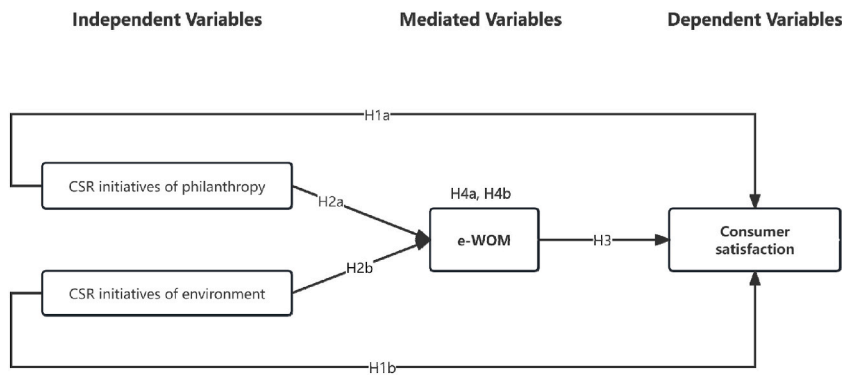 Independent Variables
Mediated Variables
Dependent Variables
H1a
CSR initiatives of philanthropy
H2a
H4a, H4b
e-WOM
H3
Consumer
satisfaction
H2b
CSR initiatives of environment
H1b